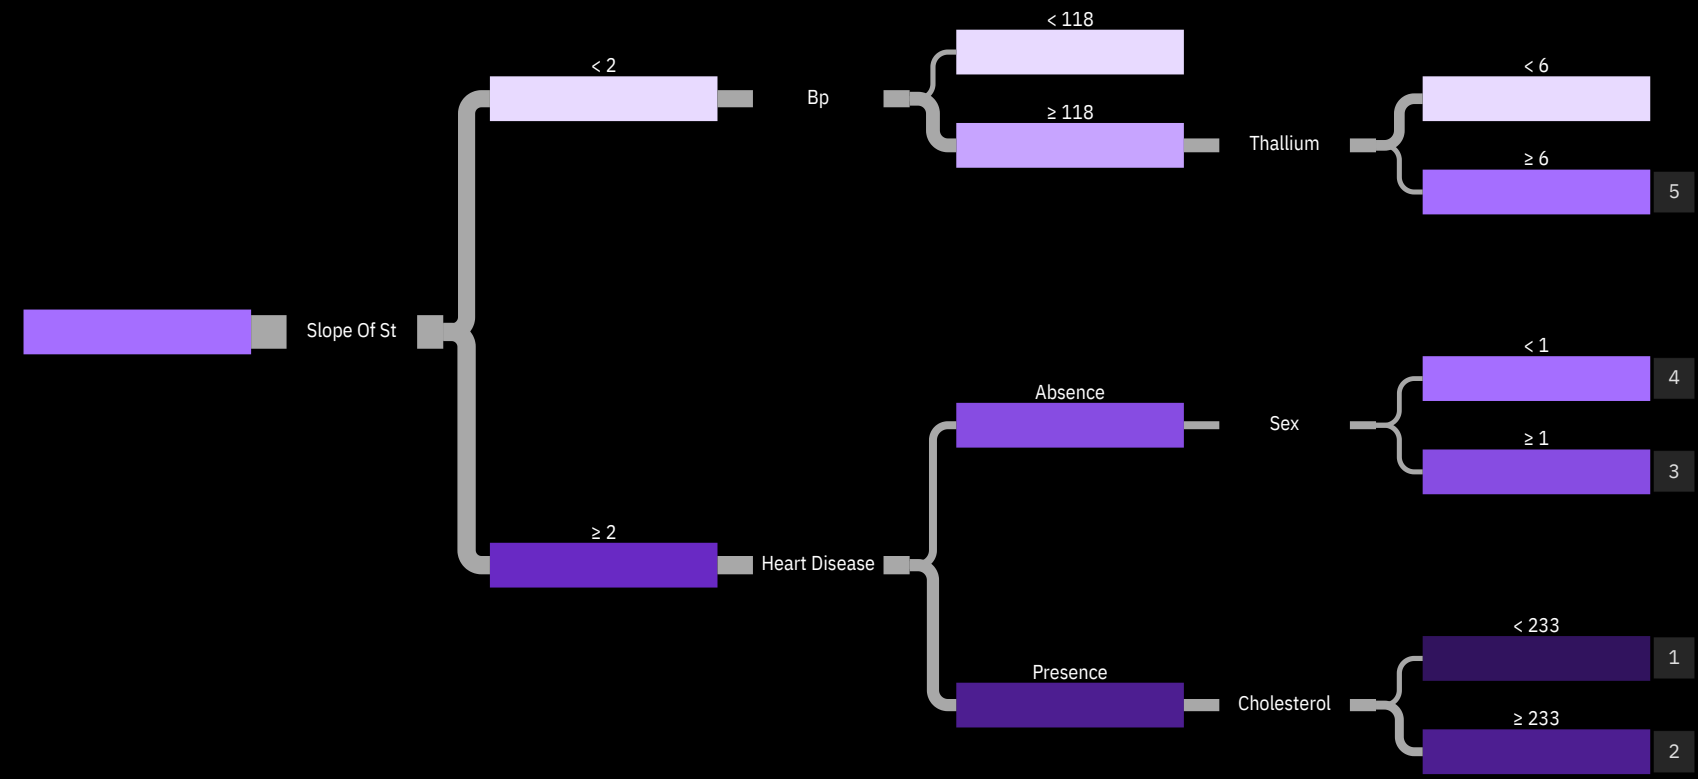 < 118
< 2
< 6
Bp
≥ 118
Thallium
≥ 6
5
Slope Of St
< 1
4
Absence
Sex
≥ 1
3
≥ 2
Heart Disease
< 233
1
Presence
Cholesterol
≥ 233
2